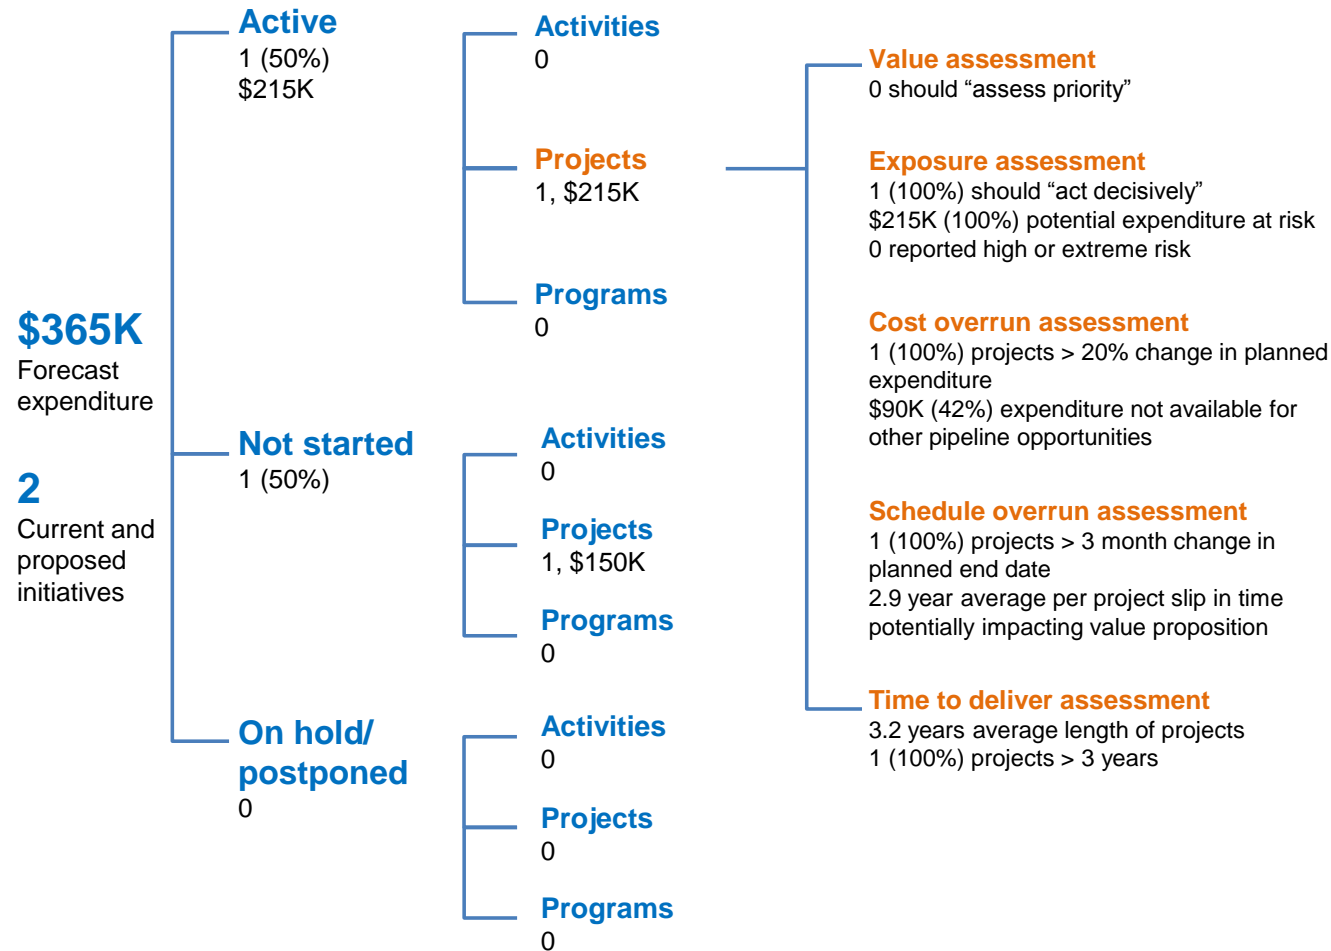 $365K
Forecast
expenditure
2
Current and
proposed
initiatives
Active
1 (50%)
$215K
Not started
1 (50%)
On hold/
postponed
0
Activities
0
Projects
1, $215K
Programs
0
Activities
0
Projects
1, $150K
Programs
0
Activities
0
Projects
0
Programs
0
Value assessment
0 should “assess priority”
Exposure assessment
1 (100%) should “act decisively”
$215K (100%) potential expenditure at risk
0 reported high or extreme risk
Cost overrun assessment
1 (100%) projects > 20% change in planned
expenditure
$90K (42%) expenditure not available for
other pipeline opportunities
Schedule overrun assessment
1 (100%) projects > 3 month change in
planned end date
2.9 year average per project slip in time
potentially impacting value proposition
Time to deliver assessment
3.2 years average length of projects
1 (100%) projects > 3 years